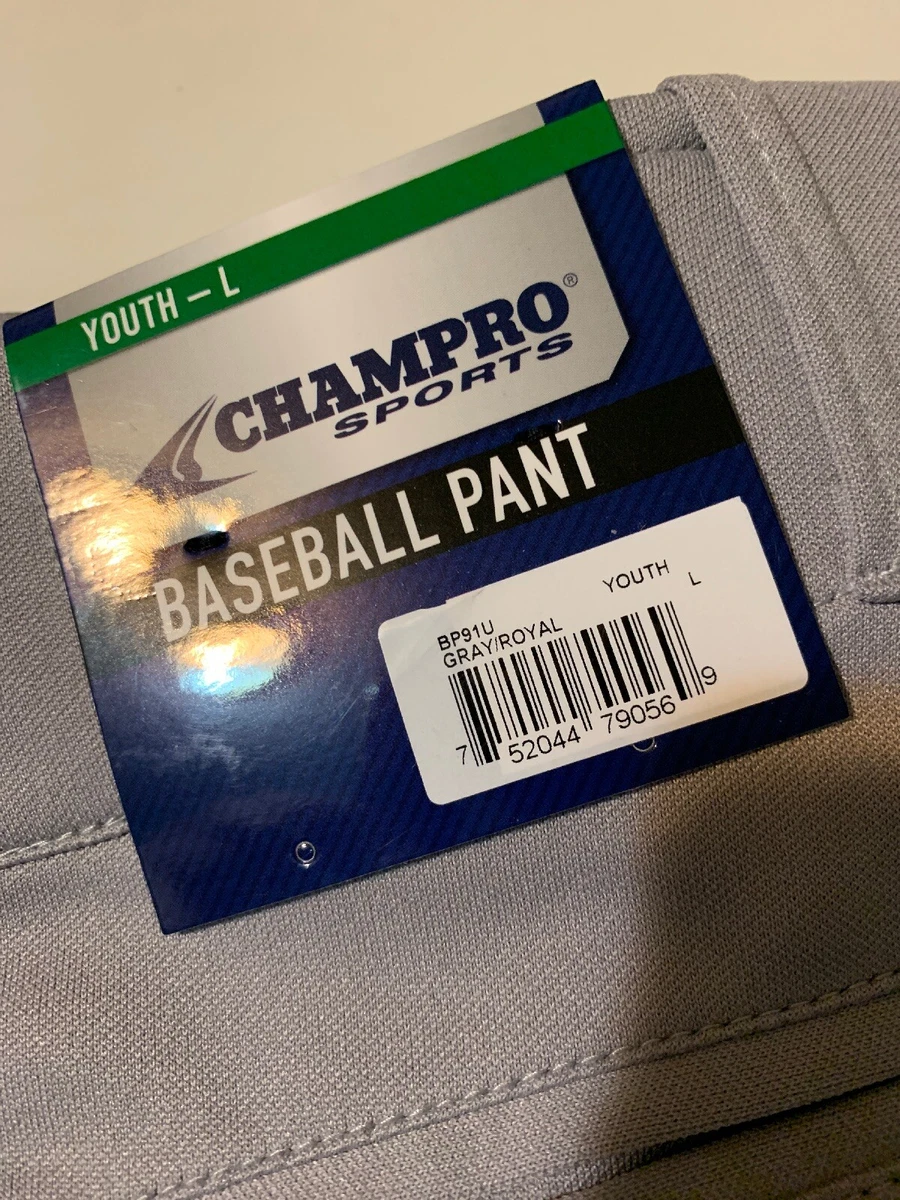 YOUTH – L
CHAMPRO®
SPORTS
BASEBALL PANT
YOUTH L
BP91U
GRAY/ROYAL
7 52044 79056 9